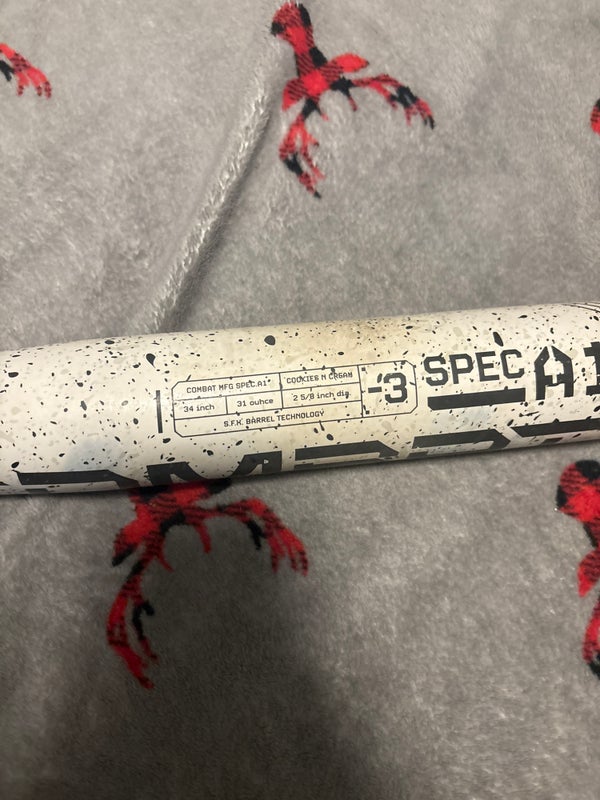 COMBAT MFG SPEC.A1 COOKIES N CREAM
34 inch 31 ounce 2 5/8 inch dia.
-3
S.F.K. BARREL TECHNOLOGY
SPEC A1